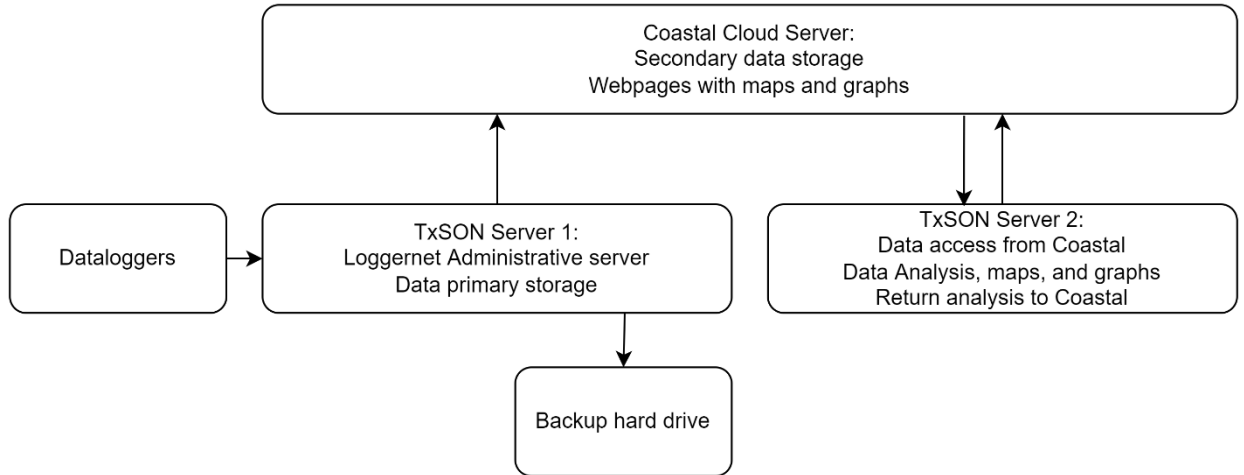 Coastal Cloud Server:
Secondary data storage
Webpages with maps and graphs
Dataloggers
TxSON Server 1:
Loggernet Administrative server
Data primary storage
TxSON Server 2:
Data access from Coastal
Data Analysis, maps, and graphs
Return analysis to Coastal
Backup hard drive